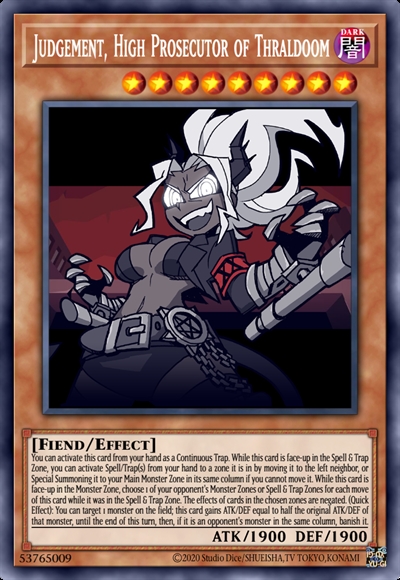 JUDGEMENT, HIGH PROSECUTOR OF THRALDOOM
DARK
闇
[FIEND/EFFECT]
You can activate this card from your hand as a Continuous Trap. While this card is face-up in the Spell & Trap
Zone, you can activate Spell/Trap(s) from your hand to a zone it is in by moving it to the left neighbor, or
Special Summoning it to your Main Monster Zone in its same column if you cannot move it. While this card is
face-up in the Monster Zone, choose 1 of your opponent's Monster Zones or Spell & Trap Zones for each move
of this card while it was in the Spell & Trap Zone. The effects of cards in the chosen zones are negated. (Quick
Effect): You can target 1 monster on the field; this card gains ATK/DEF equal to half the original ATK/DEF of
that monster, until the end of this turn, then, if it is an opponent's monster in the same column, banish it.
ATK/1900 DEF/1900
53765009
©2020 Studio Dice/SHUEISHA,TV TOKYO,KONAMI